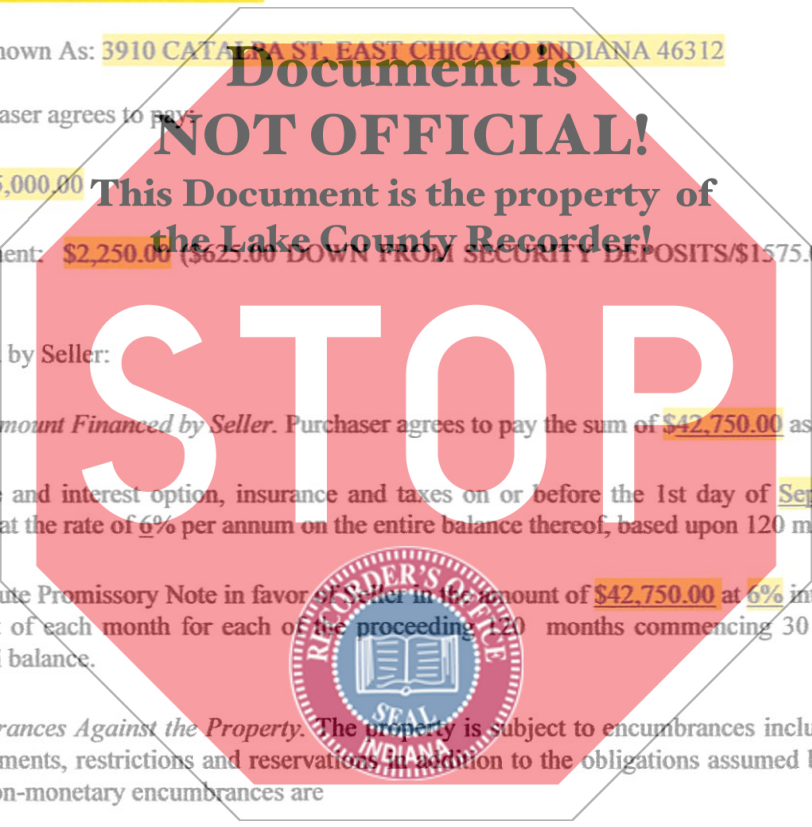 nown As: 3910 CATALPA ST. EAST CHICAGO INDIANA 46312
Document is
aser agrees to pay:
NOT OFFICIAL!
5,000.00
This Document is the property of
the Lake County Recorder!
ent: $2,250.00 ($625.00 DOWN FROM SECURITY DEPOSITS/$1575.0
STOP
by Seller:
mount Financed by Seller. Purchaser agrees to pay the sum of $42,750.00 as
e and interest option, insurance and taxes on or before the 1st day of Sep
at the rate of 6% per annum on the entire balance thereof, based upon 120 m
ute Promissory Note in favor of Seller in the amount of $42,750.00 at 6% int
t of each month for each of the proceeding 120 months commencing 30
balance.
RECORDER'S OFFICE
SEAL
INDIANA
rances Against the Property. The property is subject to encumbrances inclu
ments, restrictions and reservations in addition to the obligations assumed b
on-monetary encumbrances are